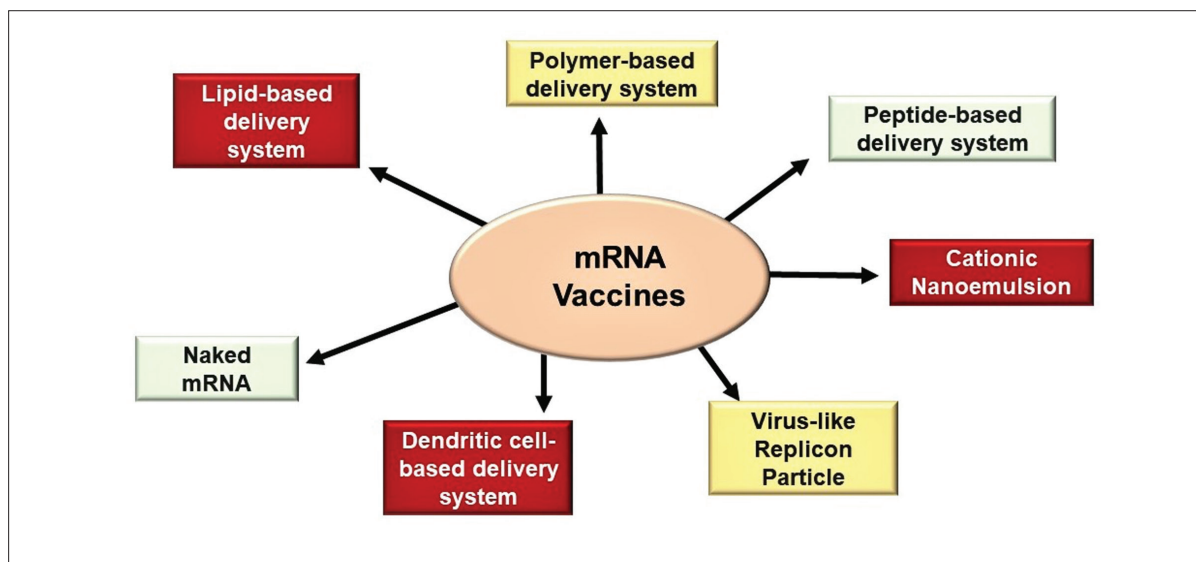 Polymer-based
delivery system
Lipid-based
delivery
system
Peptide-based
delivery system
mRNA
Vaccines
Cationic
Nanoemulsion
Naked
mRNA
Dendritic cell-
based delivery
system
Virus-like
Replicon
Particle